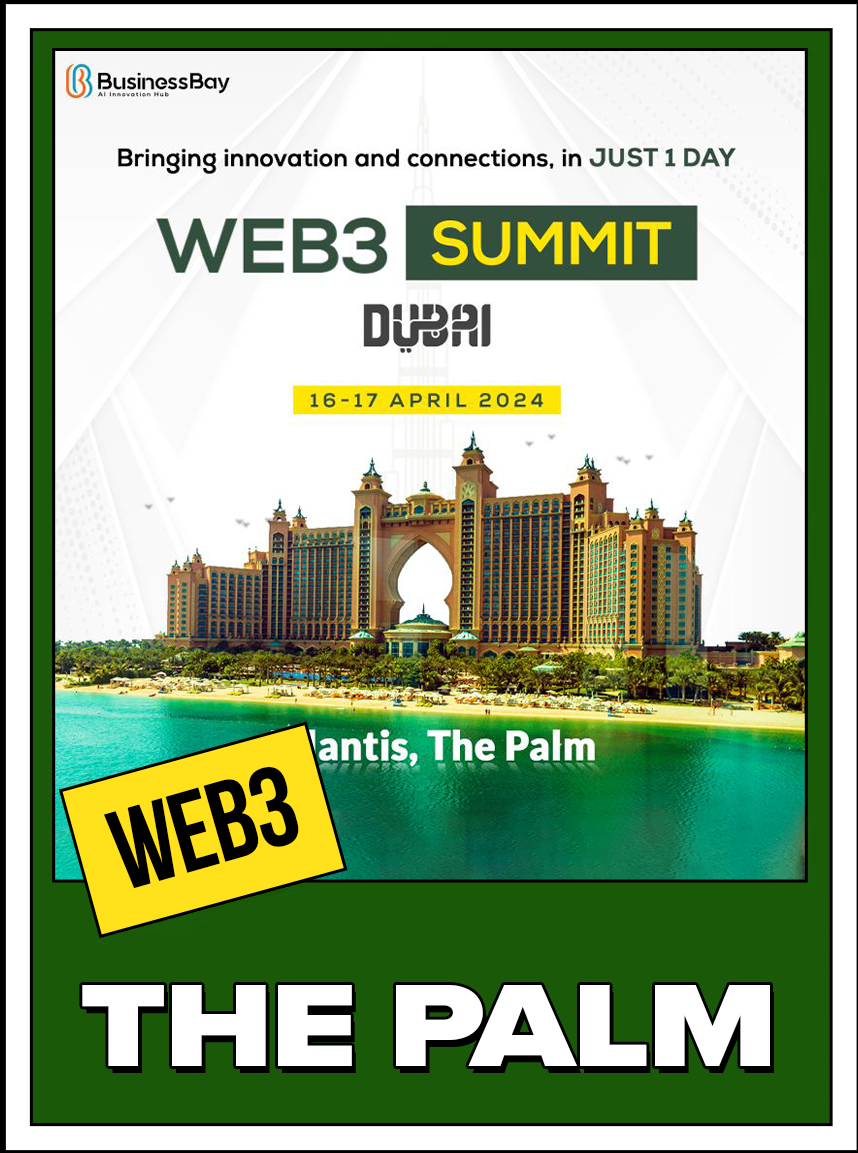 BusinessBay
AI Innovation Hub
Bringing innovation and connections, in JUST 1 DAY
WEB3 SUMMIT
DUBAI
16-17 APRIL 2024
lantis, The Palm
WEB3
THE PALM